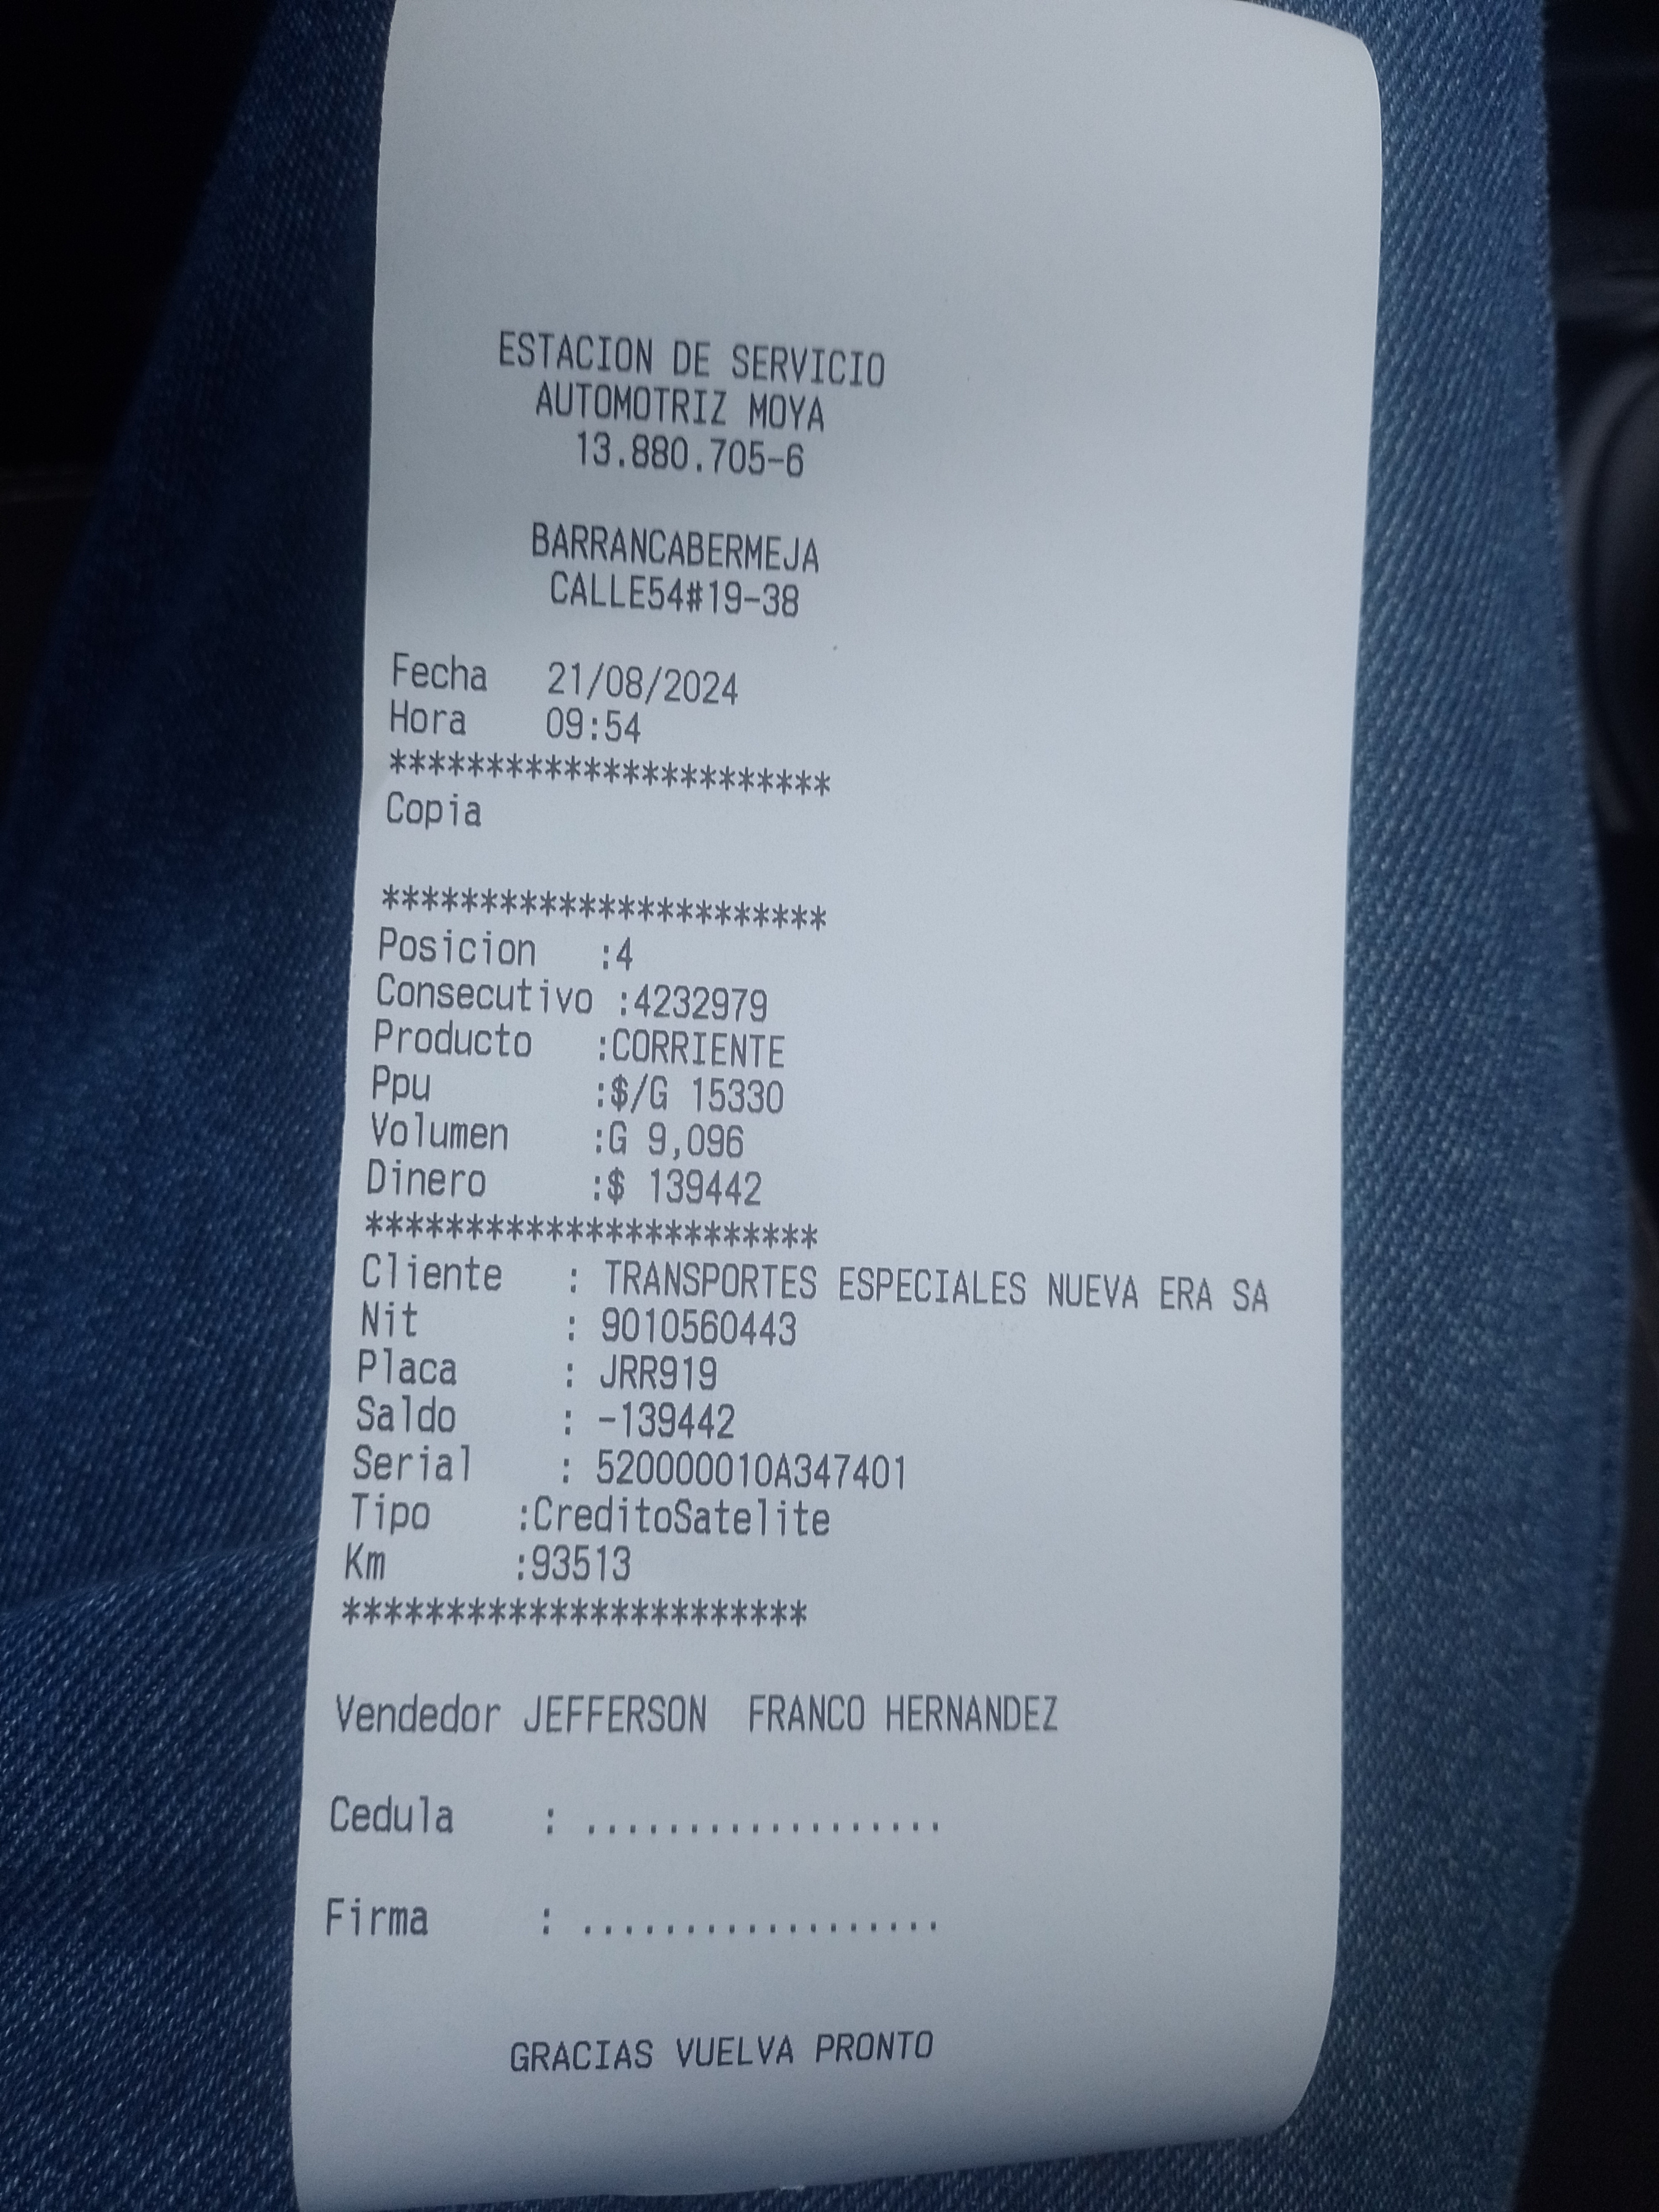 ESTACION DE SERVICIO
AUTOMOTRIZ MOYA
13.880.705-6
BARRANCABERMEJA
CALLE54#19-38
Fecha 21/08/2024
Hora 09:54
***********************
Copia
***********************
Posicion :4
Consecutivo :4232979
Producto :CORRIENTE
Ppu :$/G 15330
Volumen :G 9,096
Dinero :$ 139442
***********************
Cliente : TRANSPORTES ESPECIALES NUEVA ERA SA
Nit : 9010560443
Placa : JRR919
Saldo : -139442
Serial : 520000010A347401
Tipo :CreditoSatelite
Km :93513
***********************
Vendedor JEFFERSON FRANCO HERNANDEZ
Cedula : ..................
Firma : ..................
GRACIAS VUELVA PRONTO